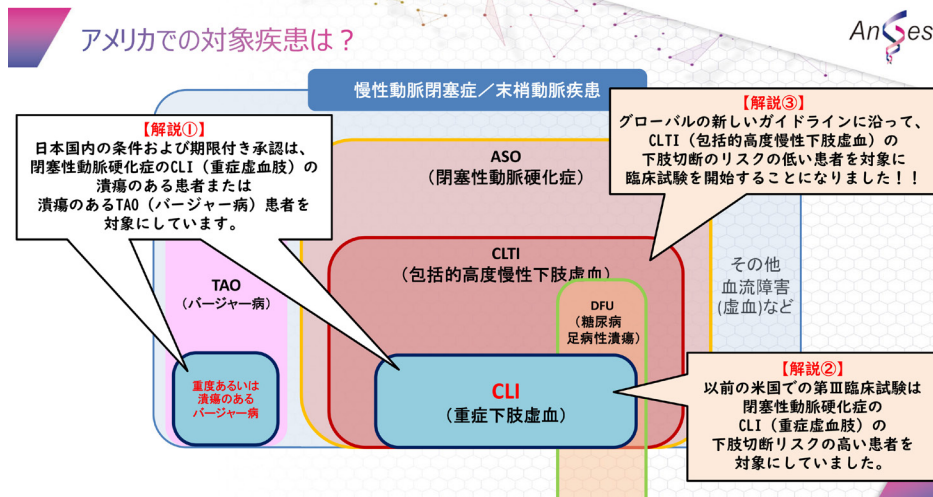 アメリカでの対象疾患は？
AnGes
慢性動脈閉塞症／末梢動脈疾患
【解説①】
日本国内の条件および期限付き承認は、
閉塞性動脈硬化症のCLI（重症虚血肢）の
潰瘍のある患者または
潰瘍のあるTAO（バージャー病）患者を
対象にしています。
【解説③】
グローバルの新しいガイドラインに沿って、
CLTI（包括的高度慢性下肢虚血）の
下肢切断のリスクの低い患者を対象に
臨床試験を開始することになりました！！
ASO
（閉塞性動脈硬化症）
CLTI
（包括的高度慢性下肢虚血）
その他
血流障害
(虚血)など
TAO
（バージャー病）
DFU
（糖尿病
足病性潰瘍）
重度あるいは
潰瘍のある
バージャー病
CLI
（重症下肢虚血）
【解説②】
以前の米国での第Ⅲ臨床試験は
閉塞性動脈硬化症の
CLI（重症虚血肢）の
下肢切断リスクの高い患者を
対象にしていました。